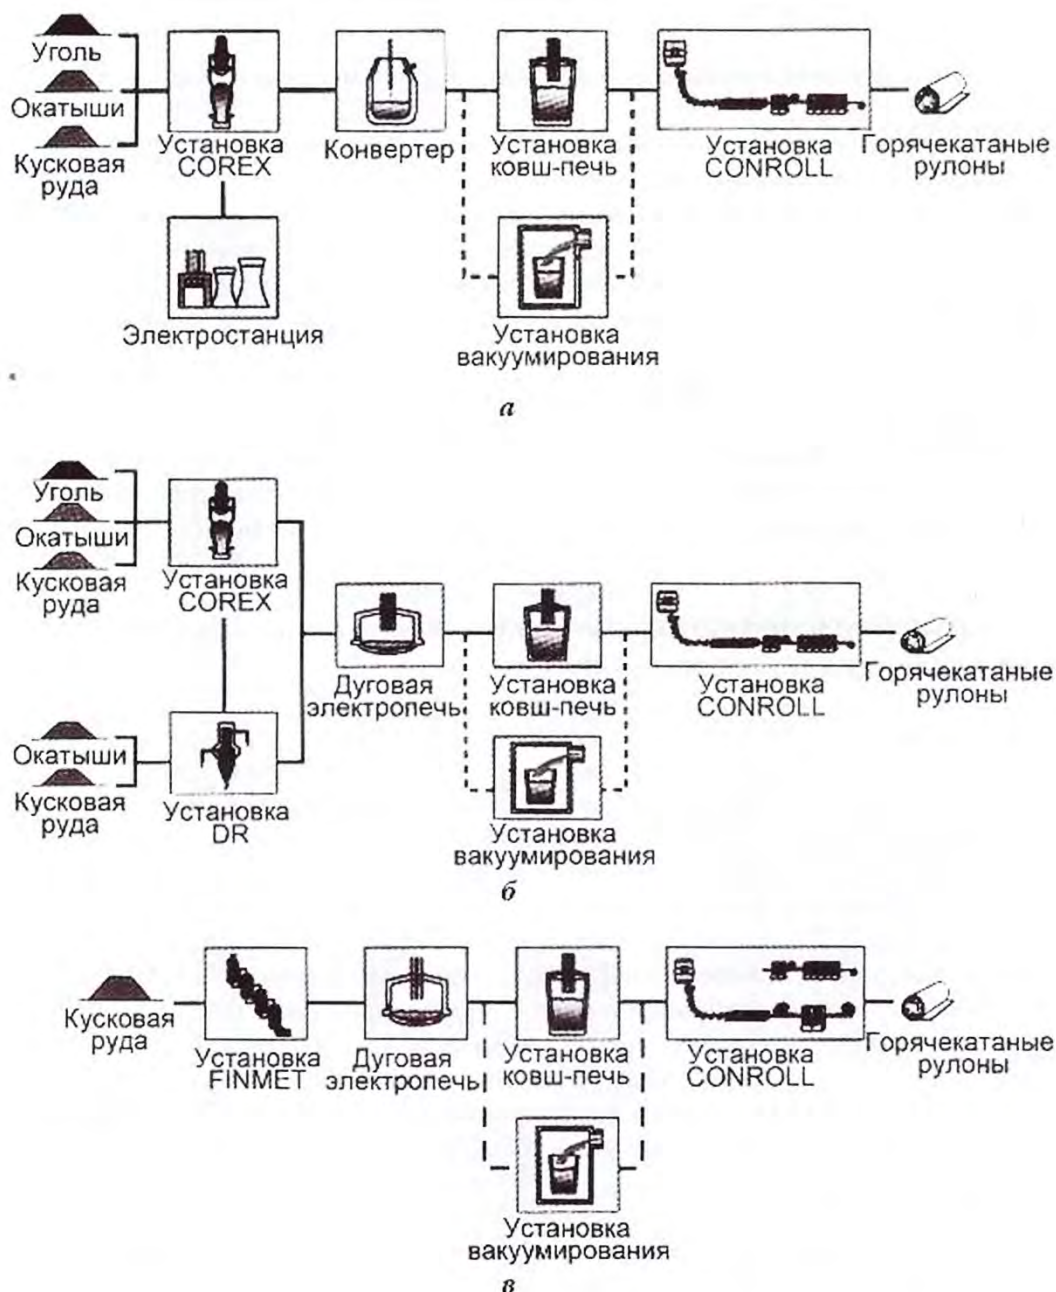 Уголь
Окатыши
Кусковая
руда
Установка
COREX
Конвертер
Установка
ковш-печь
Установка
CONROLL
Горячекатаные
рулоны
Электростанция
Установка
вакуумирования
а
Уголь
Окатыши
Кусковая
руда
Установка
COREX
Дуговая
электропечь
Установка
ковш-печь
Установка
CONROLL
Горячекатаные
рулоны
Окатыши
Кусковая
руда
Установка
DR
Установка
вакуумирования
б
Кусковая
руда
Установка
FINMET
Дуговая
электропечь
Установка
ковш-печь
Установка
CONROLL
Горячекатаные
рулоны
Установка
вакуумирования
в